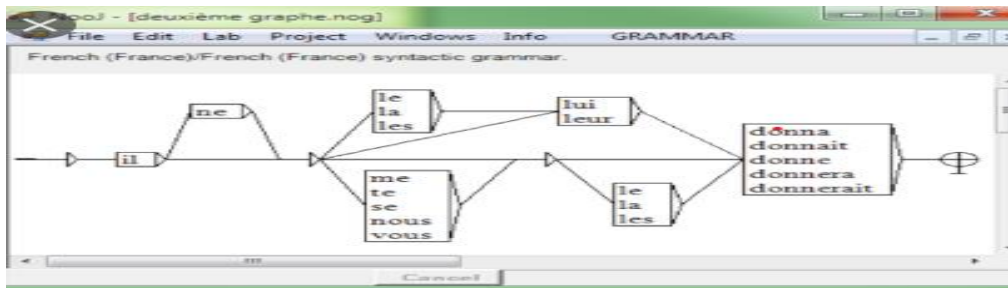 NooJ - [deuxième graphe.nog]
File Edit Lab Project Windows Info GRAMMAR
French (France)/French (France) syntactic grammar.
ne
il
le
la
les
lui
leur
me
te
se
nous
vous
le
la
les
donna
donnait
donne
donnera
donnerait
Cancel